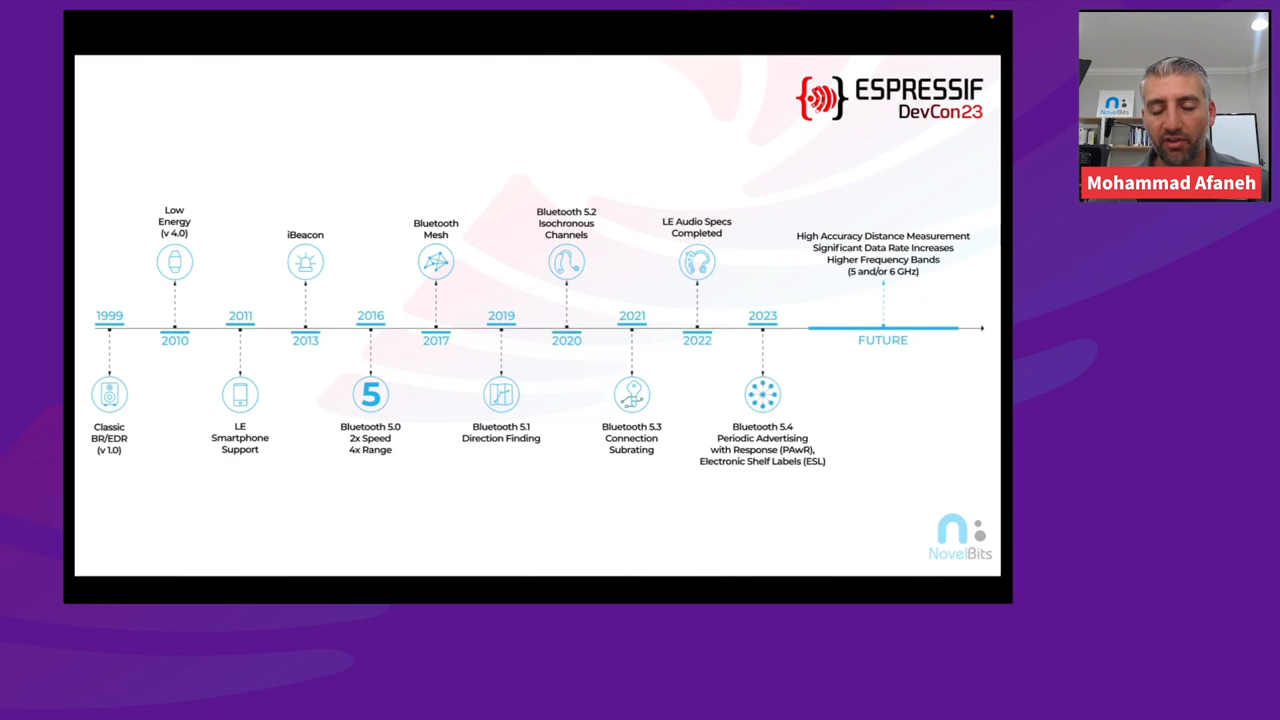 ESPRESSIF
DevCon23
NovelBits
Mohammad Afaneh
Low
Energy
(v 4.0)
iBeacon
Bluetooth
Mesh
Bluetooth 5.2
Isochronous
Channels
LE Audio Specs
Completed
High Accuracy Distance Measurement
Significant Data Rate Increases
Higher Frequency Bands
(5 and/or 6 GHz)
1999
2010
2011
2013
2016
2017
2019
2020
2021
2022
2023
FUTURE
Classic
BR/EDR
(v 1.0)
LE
Smartphone
Support
5
Bluetooth 5.0
2x Speed
4x Range
Bluetooth 5.1
Direction Finding
Bluetooth 5.3
Connection
Subrating
Bluetooth 5.4
Periodic Advertising
with Response (PAwR),
Electronic Shelf Labels (ESL)
NovelBits